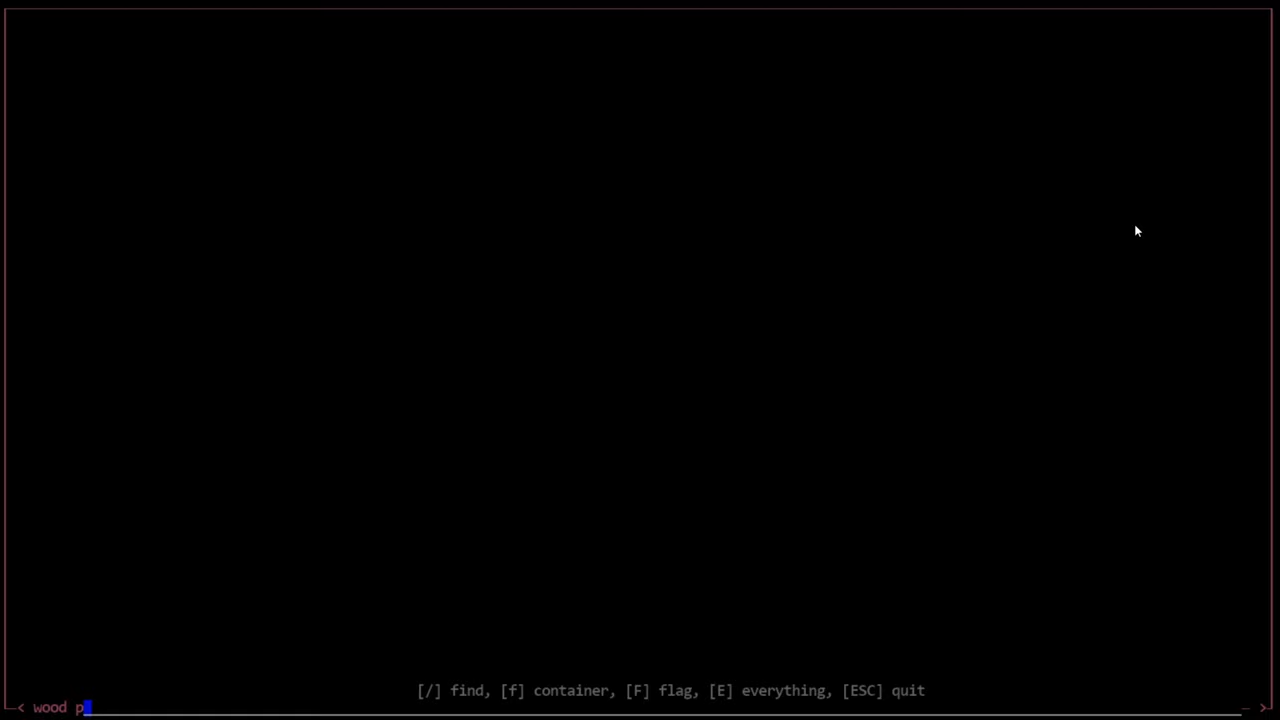 [/] find, [f] container, [F] flag, [E] everything, [ESC] quit
< wood p >